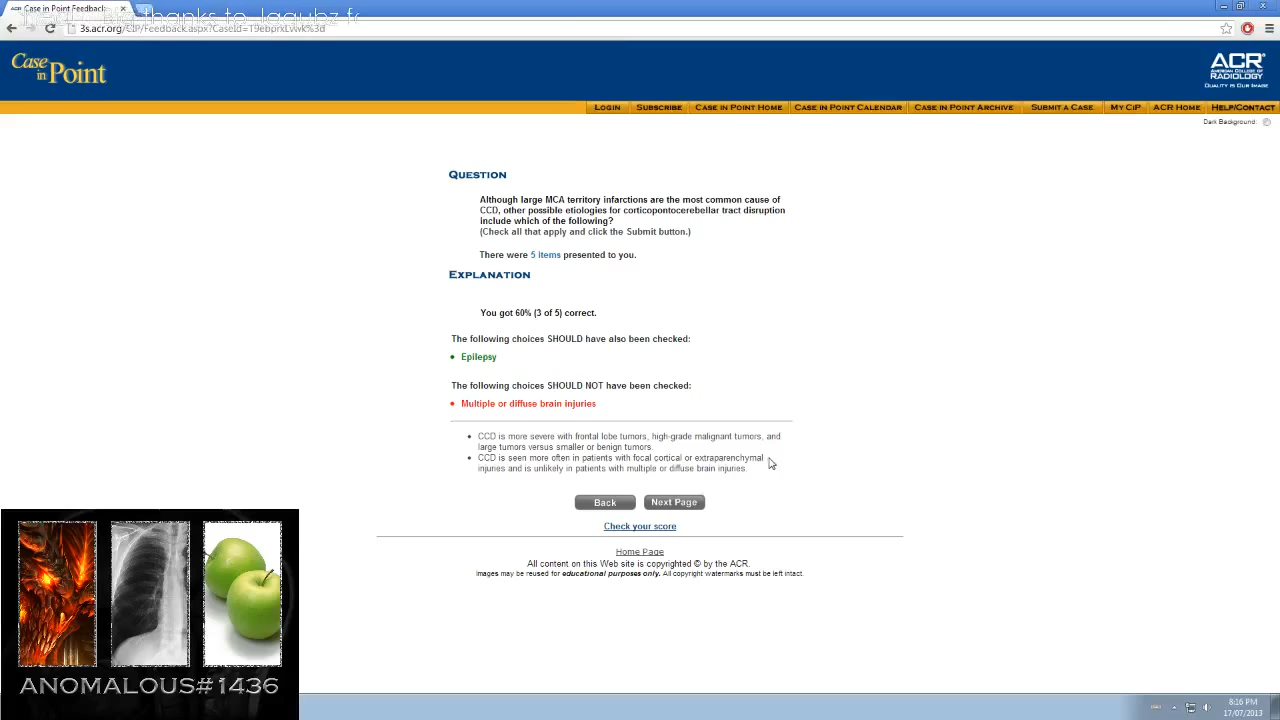 3s.acr.org/CIP/Feedback.aspx?CaseId=
Case in Point
ACR
AMERICAN COLLEGE OF RADIOLOGY
QUALITY IS OUR IMAGE
LOGIN SUBSCRIBE CASE IN POINT HOME CASE IN POINT CALENDAR CASE IN POINT ARCHIVE SUBMIT A CASE MY CIP ACR HOME HELP/CONTACT
Dark Background:
QUESTION
Although large MCA territory infarctions are the most common cause of
CCD, other possible etiologies for corticopontocerebellar tract disruption
include which of the following?
(Check all that apply and click the Submit button.)
There were 5 Items presented to you.
EXPLANATION
You got 60% (3 of 5) correct.
The following choices SHOULD have also been checked:
Epilepsy
The following choices SHOULD NOT have been checked:
Multiple or diffuse brain injuries
CCD is more severe with frontal lobe tumors, high-grade malignant tumors, and
large tumors versus smaller or benign tumors.
CCD is seen more often in patients with focal cortical or extraparenchymal
injuries and is unlikely in patients with multiple or diffuse brain injuries.
Back Next Page
Check your score
Home Page
All content on this Web site is copyrighted © by the ACR.
Images may be reused for educational purposes only. All copyright watermarks must be left intact.
ANOMALOUS#1436
8:16 PM
17/07/2013